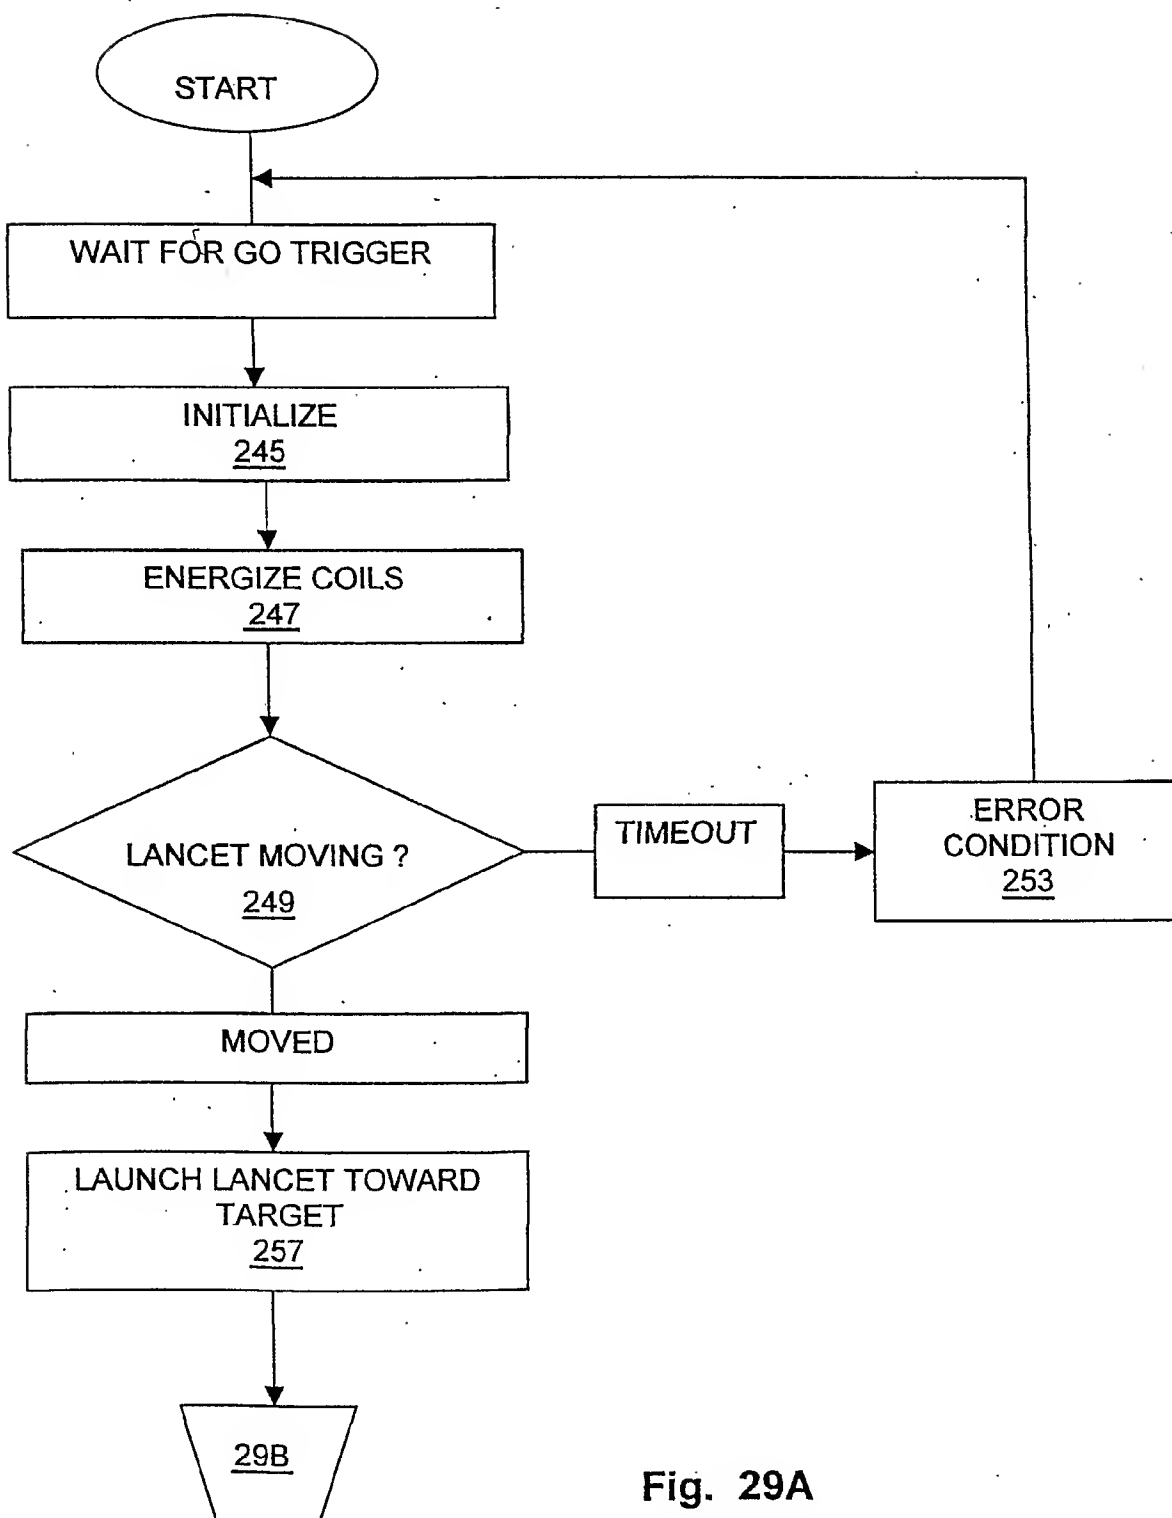 START
WAIT FOR GO TRIGGER
INITIALIZE
245
ENERGIZE COILS
247
LANCET MOVING ?
249
TIMEOUT
ERROR
CONDITION
253
MOVED
LAUNCH LANCET TOWARD
TARGET
257
29B
Fig. 29A